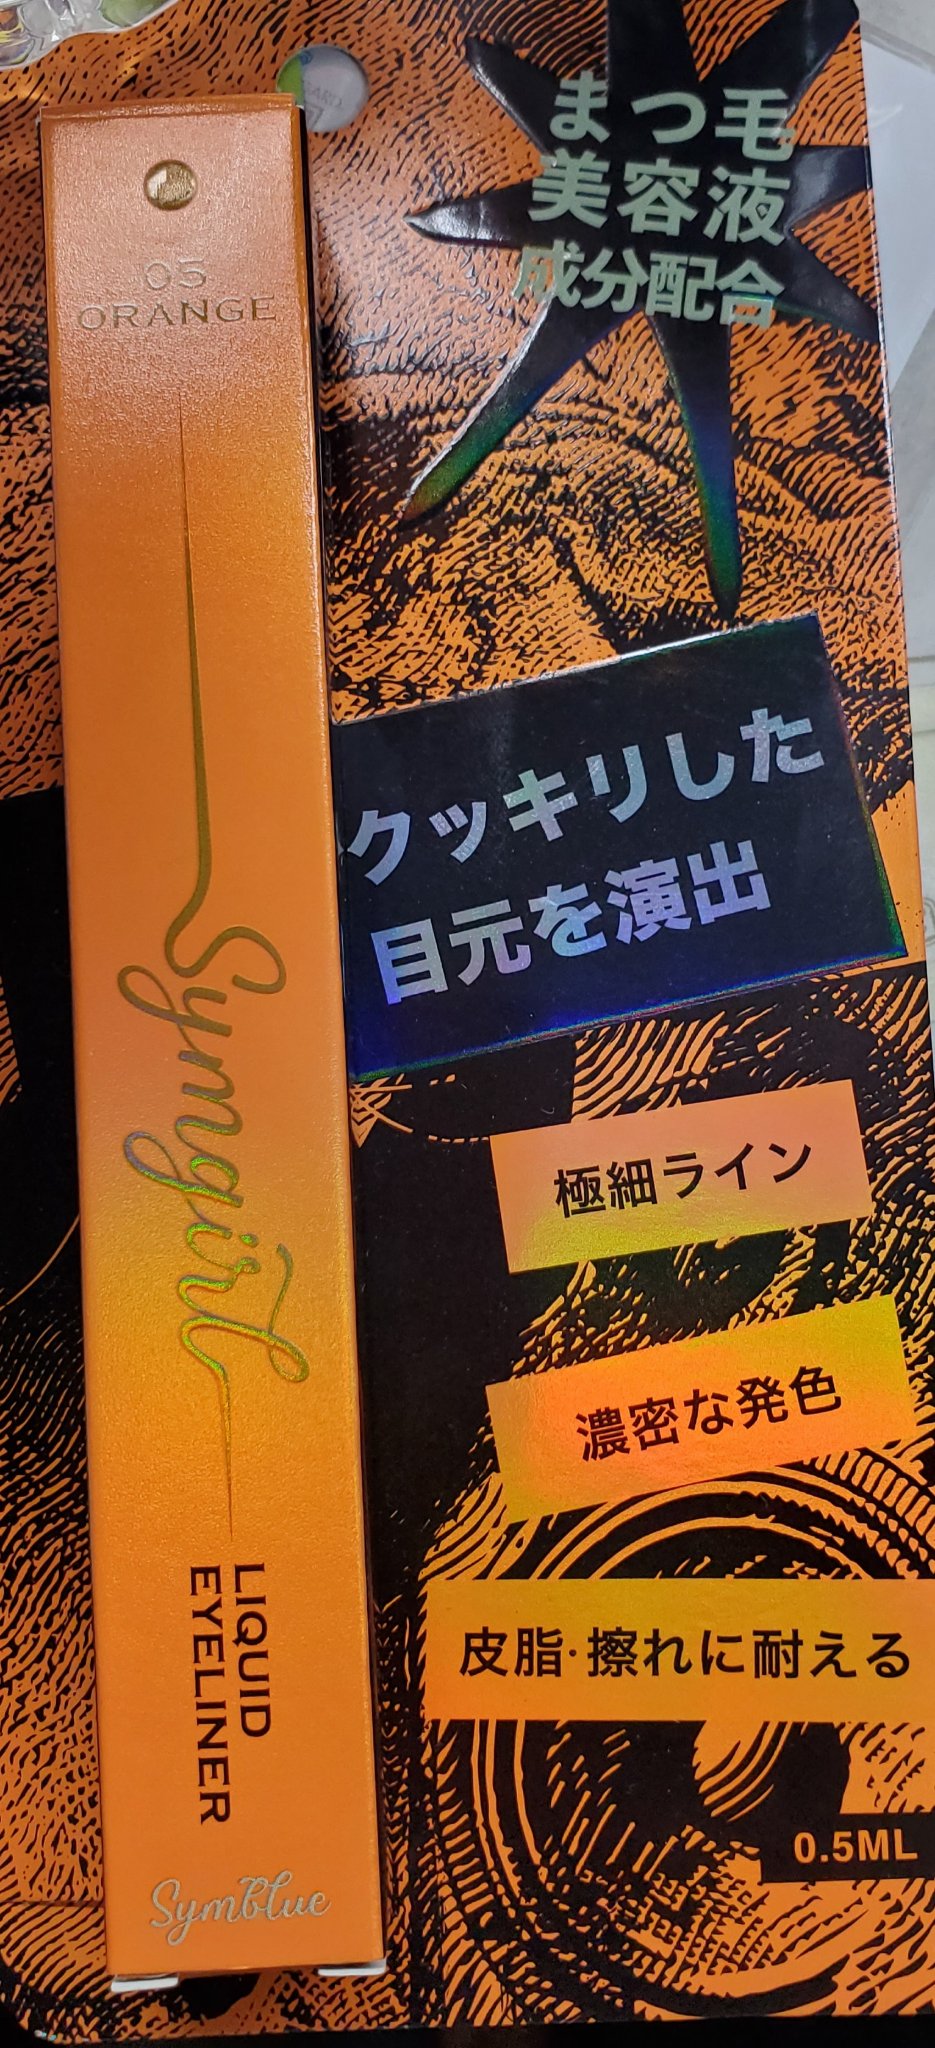 05
ORANGE
Symgirl
LIQUID
EYELINER
Symblue
まつ毛
美容液
成分配合
クッキリした
目元を演出
極細ライン
濃密な発色
皮脂·擦れに耐える
0.5ML